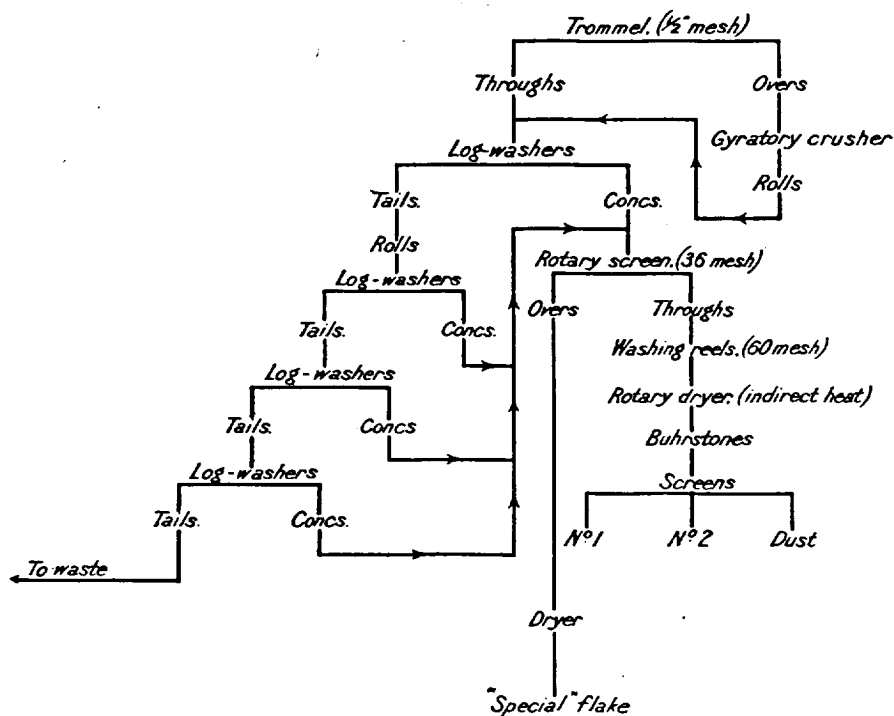 Trommel. (½" mesh)
Throughs
Overs
Gyratory crusher
Log-washers
Rolls
Tails.
Concs.
Rolls
Rotary screen. (36 mesh)
Log-washers
Overs
Throughs
Tails.
Concs.
Washing reels. (60 mesh)
Log-washers
Rotary dryer. (indirect heat)
Tails.
Concs
Buhrstones
Log-washers
Screens
Tails.
Concs.
Nº 1
Nº 2
Dust
To waste
Dryer
"Special" flake